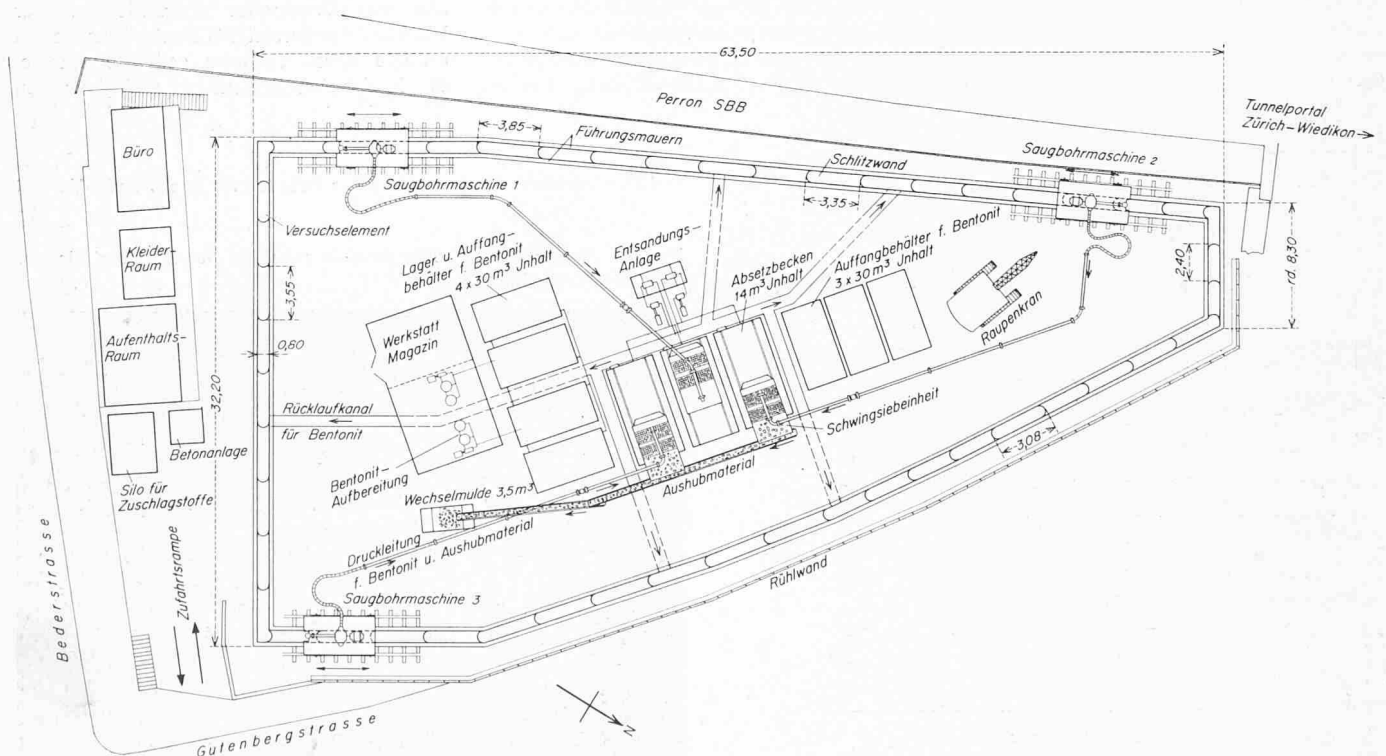 63,50
Perron SBB
Tunnelportal
Zürich–Wiedikon
Büro
3,85
Führungsmauern
Saugbohrmaschine 2
Schlitzwand
Saugbohrmaschine 1
3,35
Versuchselement
Kleider-
Raum
Lager u. Auffang-
behälter f. Bentonit
4 x 30 m³ Jnhalt
Entsandungs-
Anlage
Absetzbecken
14 m³ Jnhalt
Auffangbehälter f. Bentonit
3 x 30 m³ Jnhalt
2,40
rd. 8,30
3,55
Raupenkran
Aufenthalts-
Raum
Werkstatt
Magazin
0,80
32,20
Rücklaufkanal
für Bentonit
Schwingsiebeinheit
Betonanlage
3,08
Silo für
Zuschlagstoffe
Bentonit-
Aufbereitung
Aushubmaterial
Wechselmulde 3,5 m³
Druckleitung
f. Bentonit u. Aushubmaterial
Rühlwand
Saugbohrmaschine 3
Zufahrtsrampe
Bederstrasse
Gutenbergstrasse
N